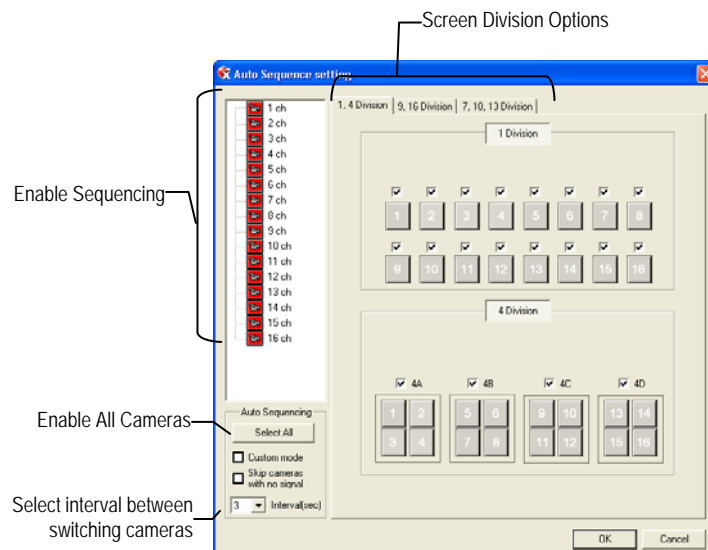 Screen Division Options
Auto Sequence setting
1 ch
2 ch
3 ch
4 ch
5 ch
6 ch
7 ch
8 ch
9 ch
10 ch
11 ch
12 ch
13 ch
14 ch
15 ch
16 ch
Enable Sequencing
1, 4 Division
9, 16 Division
7, 10, 13 Division
1 Division
1 2 3 4 5 6 7 8
9 10 11 12 13 14 15 16
4 Division
4A 4B 4C 4D
1 2 5 6 9 10 13 14
3 4 7 8 11 12 15 16
Enable All Cameras
Auto Sequencing
Select All
Custom mode
Skip cameras
with no signal
3 Interval(sec)
Select interval between
switching cameras
OK Cancel